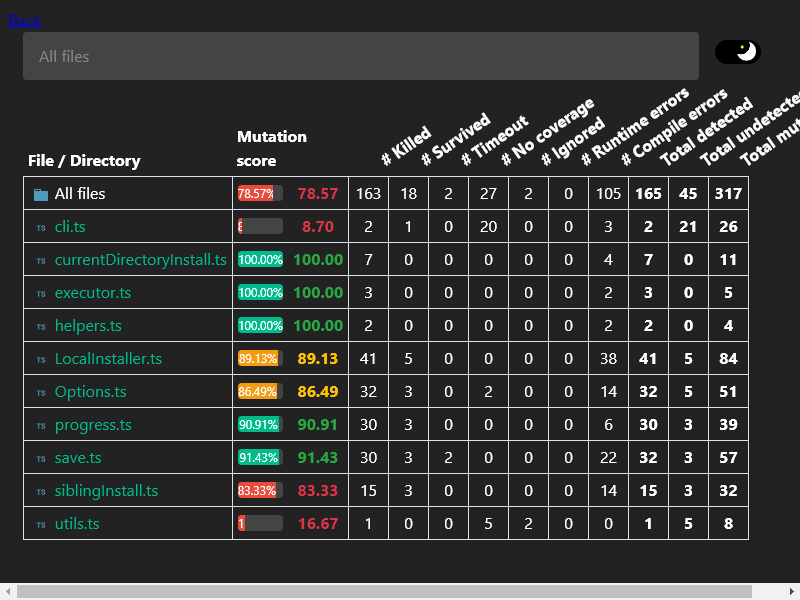 Back
All files
File / Directory
Mutation score
# Killed
# Survived
# Timeout
# No coverage
# Ignored
# Runtime errors
# Compile errors
Total detected
Total undetected
Total mut
All files 78.57% 78.57 163 18 2 27 2 0 105 165 45 317
TS cli.ts 8 8.70 2 1 0 20 0 0 3 2 21 26
TS currentDirectoryInstall.ts 100.00% 100.00 7 0 0 0 0 0 4 7 0 11
TS executor.ts 100.00% 100.00 3 0 0 0 0 0 2 3 0 5
TS helpers.ts 100.00% 100.00 2 0 0 0 0 0 2 2 0 4
TS LocalInstaller.ts 89.13% 89.13 41 5 0 0 0 0 38 41 5 84
TS Options.ts 86.49% 86.49 32 3 0 2 0 0 14 32 5 51
TS progress.ts 90.91% 90.91 30 3 0 0 0 0 6 30 3 39
TS save.ts 91.43% 91.43 30 3 2 0 0 0 22 32 3 57
TS siblingInstall.ts 83.33% 83.33 15 3 0 0 0 0 14 15 3 32
TS utils.ts 1 16.67 1 0 0 5 2 0 0 1 5 8